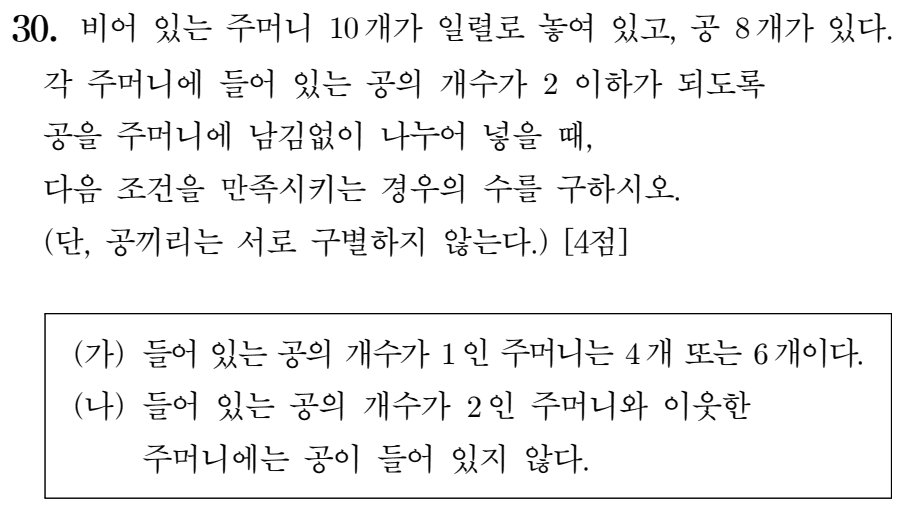 30. 비어 있는 주머니 10개가 일렬로 놓여 있고, 공 8개가 있다.
각 주머니에 들어 있는 공의 개수가 2 이하가 되도록
공을 주머니에 남김없이 나누어 넣을 때,
다음 조건을 만족시키는 경우의 수를 구하시오.
(단, 공끼리는 서로 구별하지 않는다.) [4점]
(가) 들어 있는 공의 개수가 1인 주머니는 4개 또는 6개이다.
(나) 들어 있는 공의 개수가 2인 주머니와 이웃한
주머니에는 공이 들어 있지 않다.